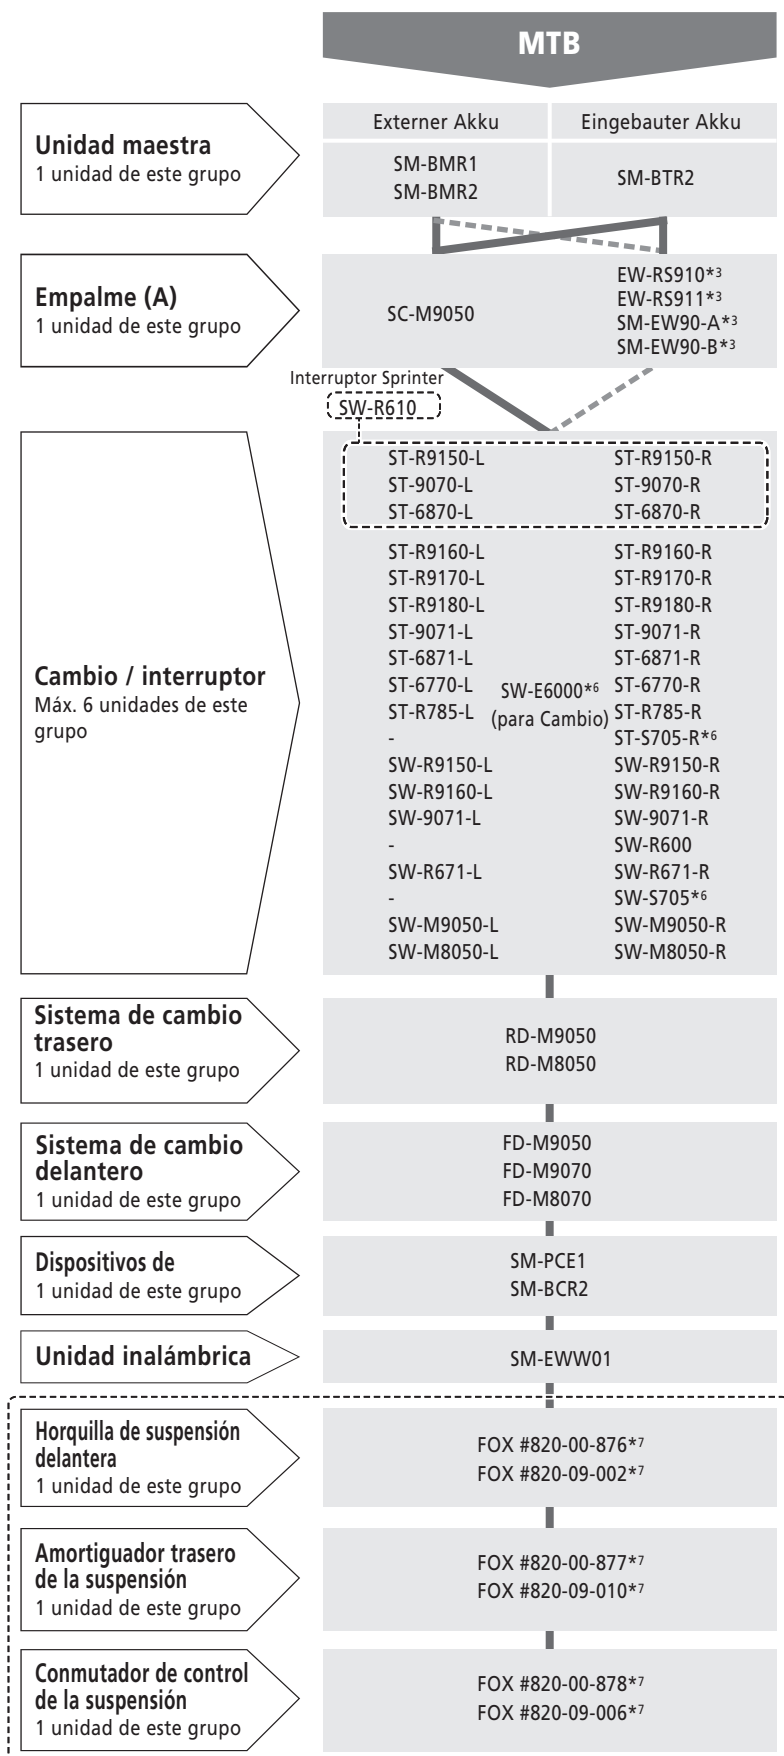 MTB
Unidad maestra
1 unidad de este grupo
Externer Akku
Eingebauter Akku
SM-BMR1
SM-BMR2
SM-BTR2
Empalme (A)
1 unidad de este grupo
SC-M9050
EW-RS910*3
EW-RS911*3
SM-EW90-A*3
SM-EW90-B*3
Interruptor Sprinter
SW-R610
Cambio / interruptor
Máx. 6 unidades de este
grupo
ST-R9150-L ST-R9150-R
ST-9070-L ST-9070-R
ST-6870-L ST-6870-R
ST-R9160-L ST-R9160-R
ST-R9170-L ST-R9170-R
ST-R9180-L ST-R9180-R
ST-9071-L ST-9071-R
ST-6871-L ST-6871-R
ST-6770-L ST-6770-R
ST-R785-L ST-R785-R
- ST-S705-R*6
SW-R9150-L SW-R9150-R
SW-R9160-L SW-R9160-R
SW-9071-L SW-9071-R
- SW-R600
SW-R671-L SW-R671-R
- SW-S705*6
SW-M9050-L SW-M9050-R
SW-M8050-L SW-M8050-R
SW-E6000*6
(para Cambio)
Sistema de cambio
trasero
1 unidad de este grupo
RD-M9050
RD-M8050
Sistema de cambio
delantero
1 unidad de este grupo
FD-M9050
FD-M9070
FD-M8070
Dispositivos de
1 unidad de este grupo
SM-PCE1
SM-BCR2
Unidad inalámbrica
SM-EWW01
Horquilla de suspensión
delantera
1 unidad de este grupo
FOX #820-00-876*7
FOX #820-09-002*7
Amortiguador trasero
de la suspensión
1 unidad de este grupo
FOX #820-00-877*7
FOX #820-09-010*7
Conmutador de control
de la suspensión
1 unidad de este grupo
FOX #820-00-878*7
FOX #820-09-006*7